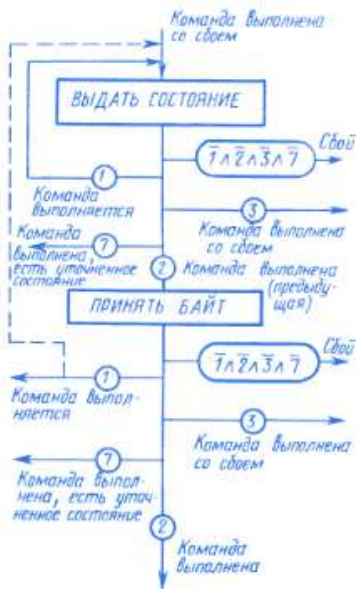 Команда выполнена
со сбоем
ВЫДАТЬ СОСТОЯНИЕ
Сбой
1̅∧2̅∧3̅∧7̅
1
Команда
выполняется
3
Команда выполнена
со сбоем
7
Команда
выполнена,
есть уточненное
состояние
2
Команда выполнена
(предыду-
щая)
ПРИНЯТЬ БАЙТ
Сбой
1̅∧2̅∧3̅∧7̅
1
Команда выпол-
няется
3
Команда выполнена
со сбоем
7
Команда выпол-
нена, есть уточ-
ненное состояние
2
Команда
выполнена